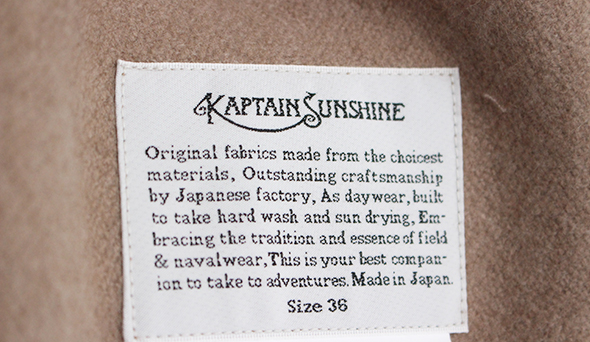 KAPTAIN SUNSHINE
Original fabrics made from the choicest
materials, Outstanding craftsmanship
by Japanese factory, As daywear, built
to take hard wash and sun drying, Em-
bracing the tradition and essence of field
& navalwear, This is your best compan-
ion to take to adventures. Made in Japan.
Size 36